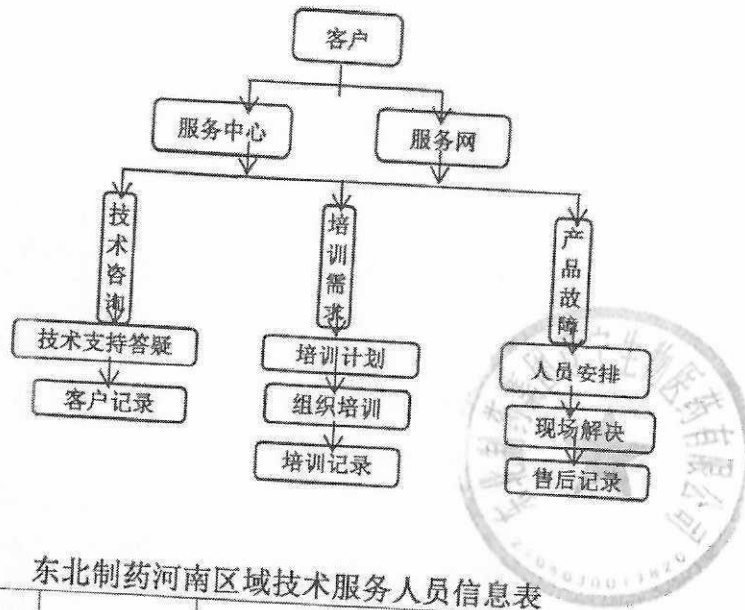 客户
服务中心
服务网
技术咨询
培训需求
产品故障
技术支持答疑
培训计划
人员安排
客户记录
组织培训
现场解决
培训记录
售后记录
东北制药河南区域技术服务人员信息表